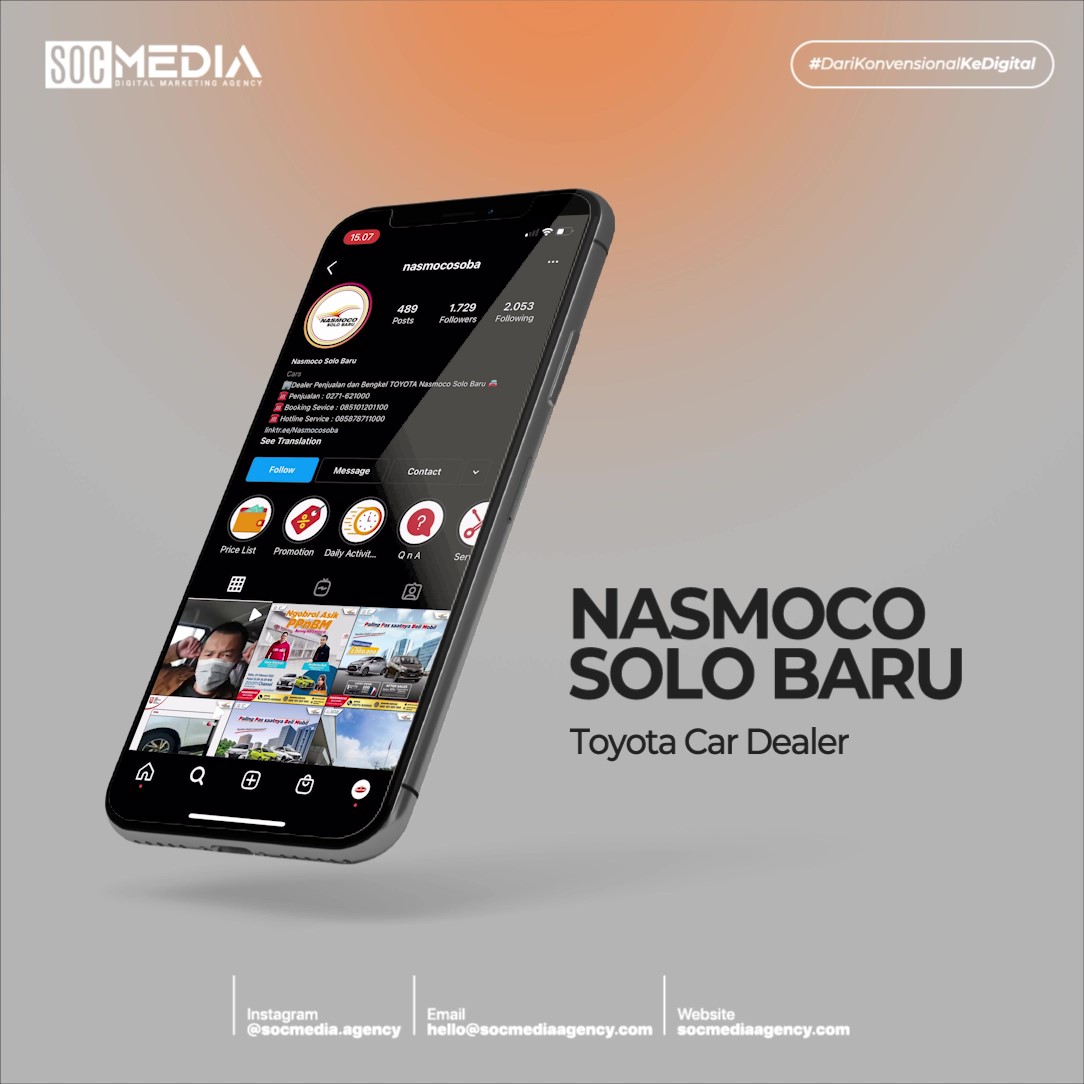 SOCMEDIA
DIGITAL MARKETING AGENCY
#DariKonvensionalKeDigital
15.07
nasmocosoba
NASMOCO
SOLO BARU
489
Posts
1.729
Followers
2.053
Following
Nasmoco Solo Baru
Cars
Dealer Penjualan dan Bengkel TOYOTA Nasmoco Solo Baru
Penjualan : 0271-621000
Booking Sevice : 085101201100
Hotline Service : 085878711000
linktr.ee/Nasmocosoba
See Translation
Follow
Message
Contact
Price List
Promotion
Daily Activit...
Q n A
Ser
Ngobrol Asik
PPnBM
Paling Pas saatnya Beli Mobil
Paling Pas saatnya Beli Mobil
NASMOCO
SOLO BARU
Toyota Car Dealer
Instagram
@socmedia.agency
Email
hello@socmediaagency.com
Website
socmediaagency.com